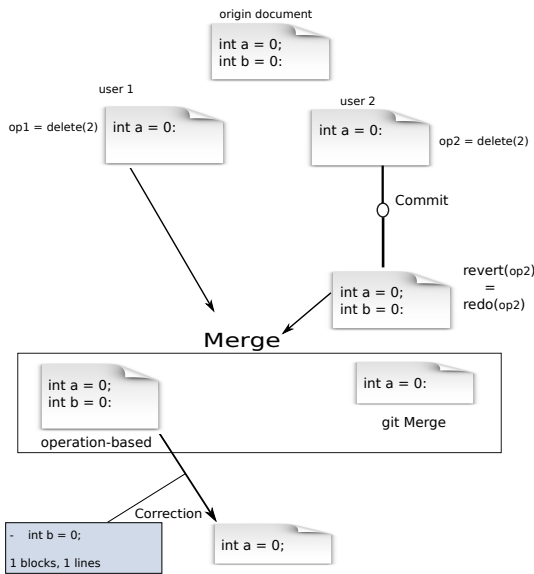 origin document
int a = 0;
int b = 0:
user 1
op1 = delete(2)
int a = 0:
user 2
int a = 0:
op2 = delete(2)
Commit
int a = 0;
int b = 0:
revert(op2)
=
redo(op2)
Merge
int a = 0;
int b = 0:
operation-based
int a = 0:
git Merge
Correction
- int b = 0;
1 blocks, 1 lines
int a = 0;